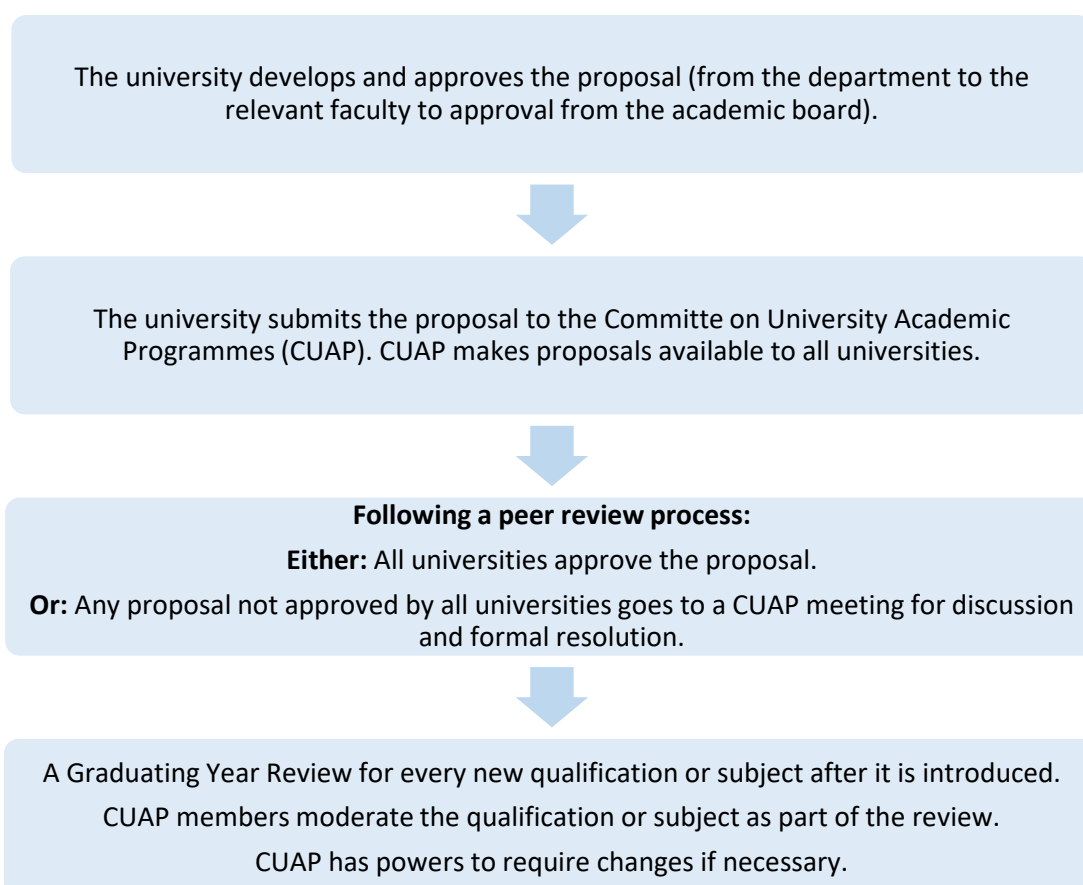 The university develops and approves the proposal (from the department to the
relevant faculty to approval from the academic board).
The university submits the proposal to the Committe on University Academic
Programmes (CUAP). CUAP makes proposals available to all universities.
Following a peer review process:
Either: All universities approve the proposal.
Or: Any proposal not approved by all universities goes to a CUAP meeting for discussion
and formal resolution.
A Graduating Year Review for every new qualification or subject after it is introduced.
CUAP members moderate the qualification or subject as part of the review.
CUAP has powers to require changes if necessary.